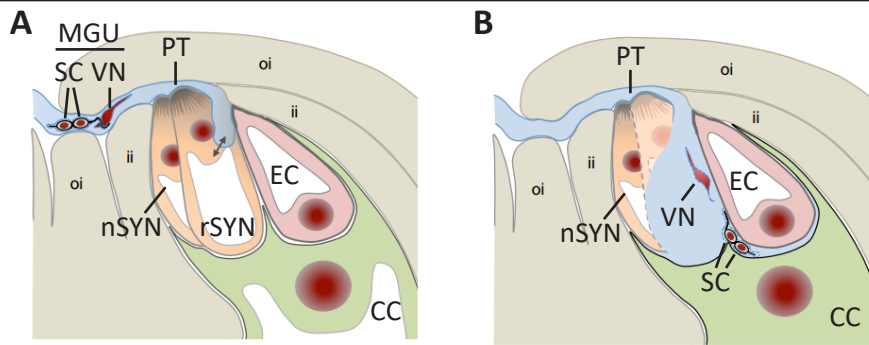 A
MGU
SC VN
PT
oi
ii
ii
oi
EC
nSYN
rSYN
CC
B
PT
oi
ii
ii
oi
EC
VN
nSYN
SC
CC